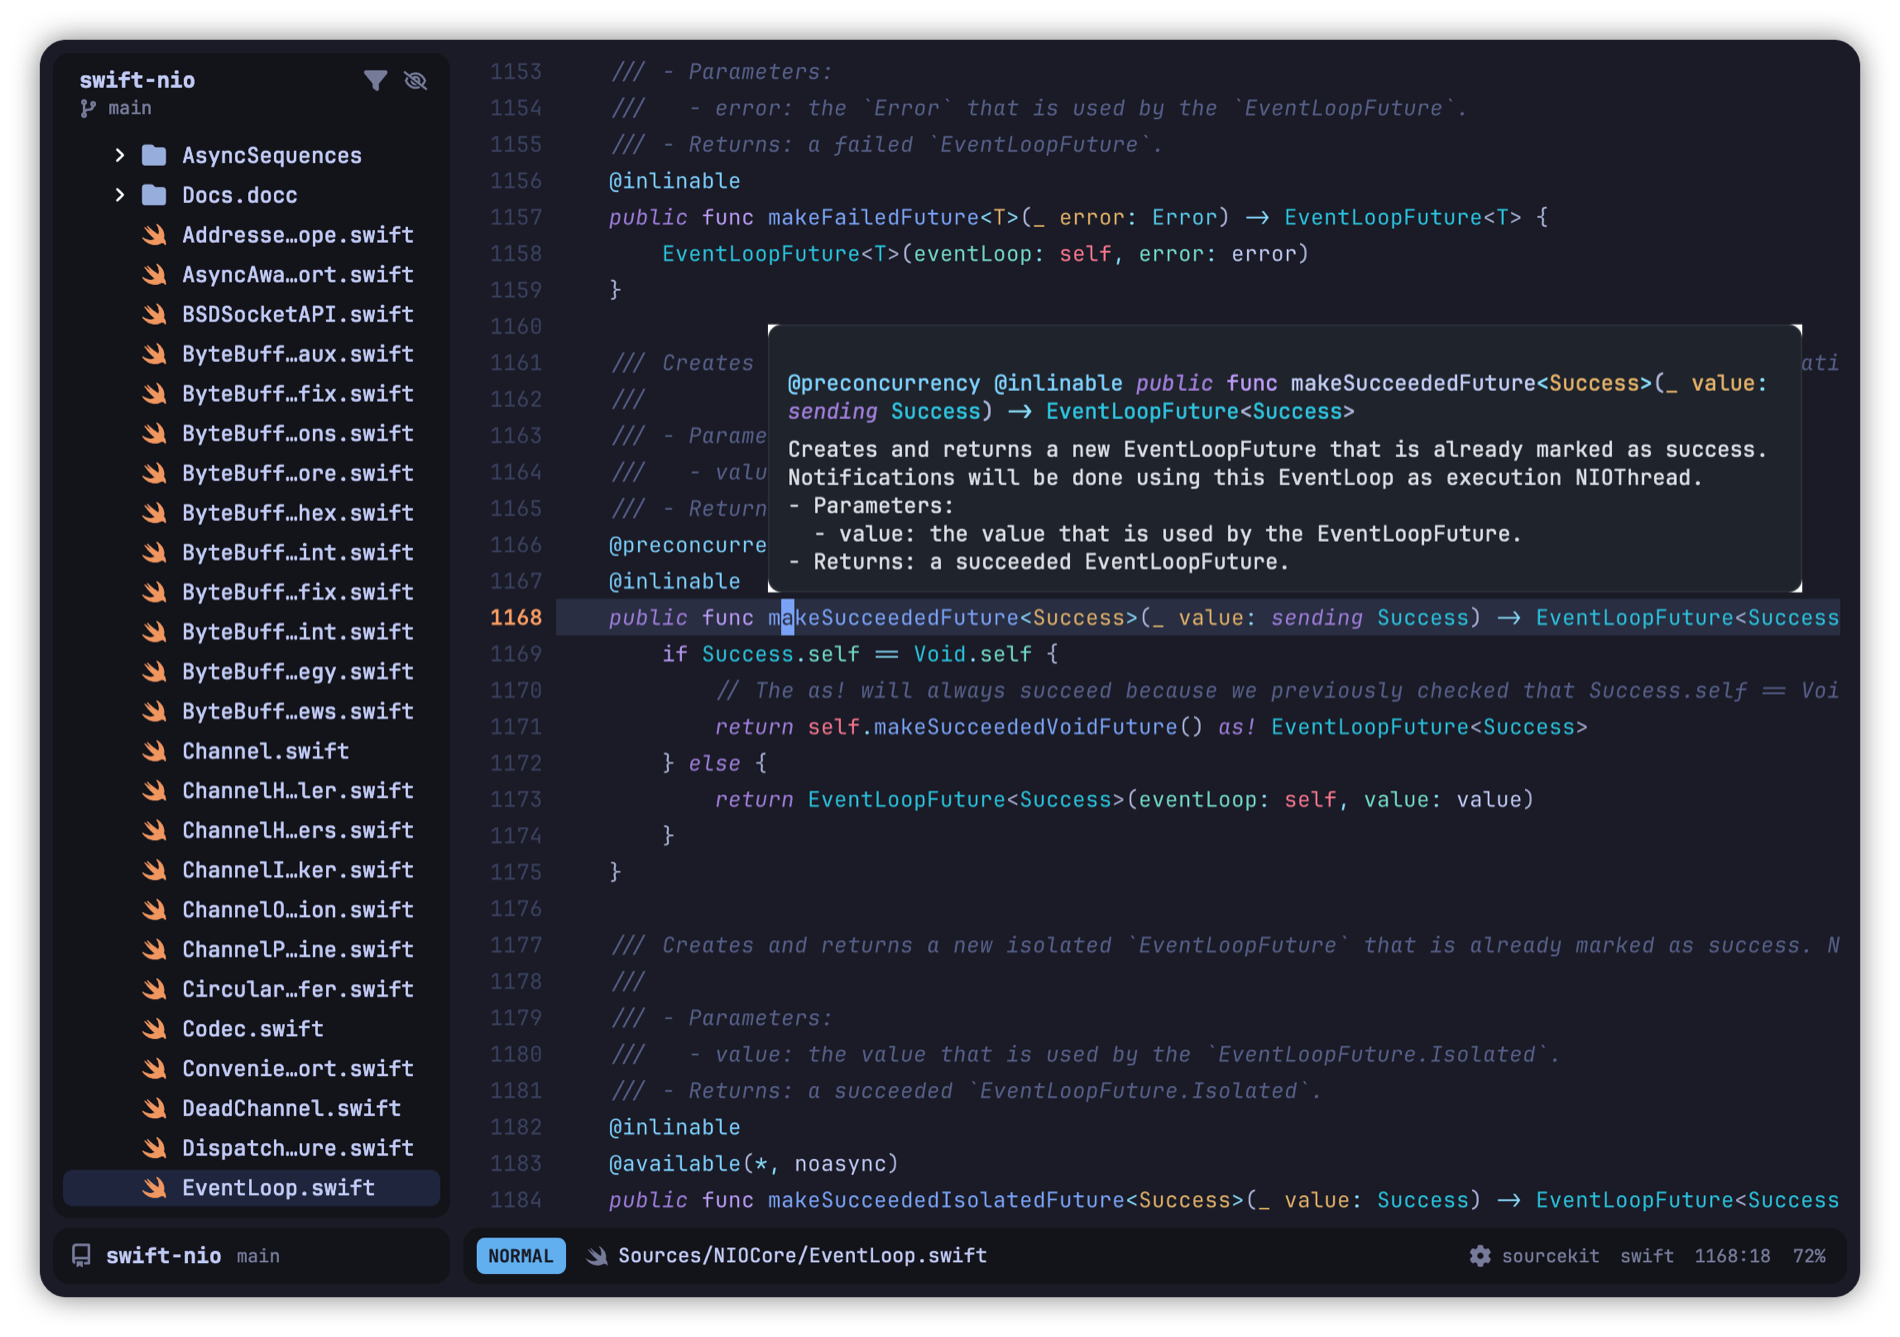 swift-nio
main
AsyncSequences
Docs.docc
Addresse…ope.swift
AsyncAwa…ort.swift
BSDSocketAPI.swift
ByteBuff…aux.swift
ByteBuff…fix.swift
ByteBuff…ons.swift
ByteBuff…ore.swift
ByteBuff…hex.swift
ByteBuff…int.swift
ByteBuff…fix.swift
ByteBuff…int.swift
ByteBuff…egy.swift
ByteBuff…ews.swift
Channel.swift
ChannelH…ler.swift
ChannelH…ers.swift
ChannelI…ker.swift
ChannelO…ion.swift
ChannelP…ine.swift
Circular…fer.swift
Codec.swift
Convenie…ort.swift
DeadChannel.swift
Dispatch…ure.swift
EventLoop.swift
swift-nio main
1153 /// - Parameters:
1154 ///   - error: the `Error` that is used by the `EventLoopFuture`.
1155 /// - Returns: a failed `EventLoopFuture`.
1156 @inlinable
1157 public func makeFailedFuture<T>(_ error: Error) -> EventLoopFuture<T> {
1158     EventLoopFuture<T>(eventLoop: self, error: error)
1159 }
1160
1161 /// Creates ati
1162 ///
1163 /// - Parame
1164 ///   - valu
1165 /// - Return
1166 @preconcurre
1167 @inlinable
@preconcurrency @inlinable public func makeSucceededFuture<Success>(_ value:
sending Success) -> EventLoopFuture<Success>
Creates and returns a new EventLoopFuture that is already marked as success.
Notifications will be done using this EventLoop as execution NIOThread.
- Parameters:
  - value: the value that is used by the EventLoopFuture.
- Returns: a succeeded EventLoopFuture.
1168 public func makeSucceededFuture<Success>(_ value: sending Success) -> EventLoopFuture<Success
1169     if Success.self == Void.self {
1170         // The as! will always succeed because we previously checked that Success.self == Voi
1171         return self.makeSucceededVoidFuture() as! EventLoopFuture<Success>
1172     } else {
1173         return EventLoopFuture<Success>(eventLoop: self, value: value)
1174     }
1175 }
1176
1177 /// Creates and returns a new isolated `EventLoopFuture` that is already marked as success. N
1178 ///
1179 /// - Parameters:
1180 ///   - value: the value that is used by the `EventLoopFuture.Isolated`.
1181 /// - Returns: a succeeded `EventLoopFuture.Isolated`.
1182 @inlinable
1183 @available(*, noasync)
1184 public func makeSucceededIsolatedFuture<Success>(_ value: Success) -> EventLoopFuture<Success
NORMAL Sources/NIOCore/EventLoop.swift sourcekit swift 1168:18 72%